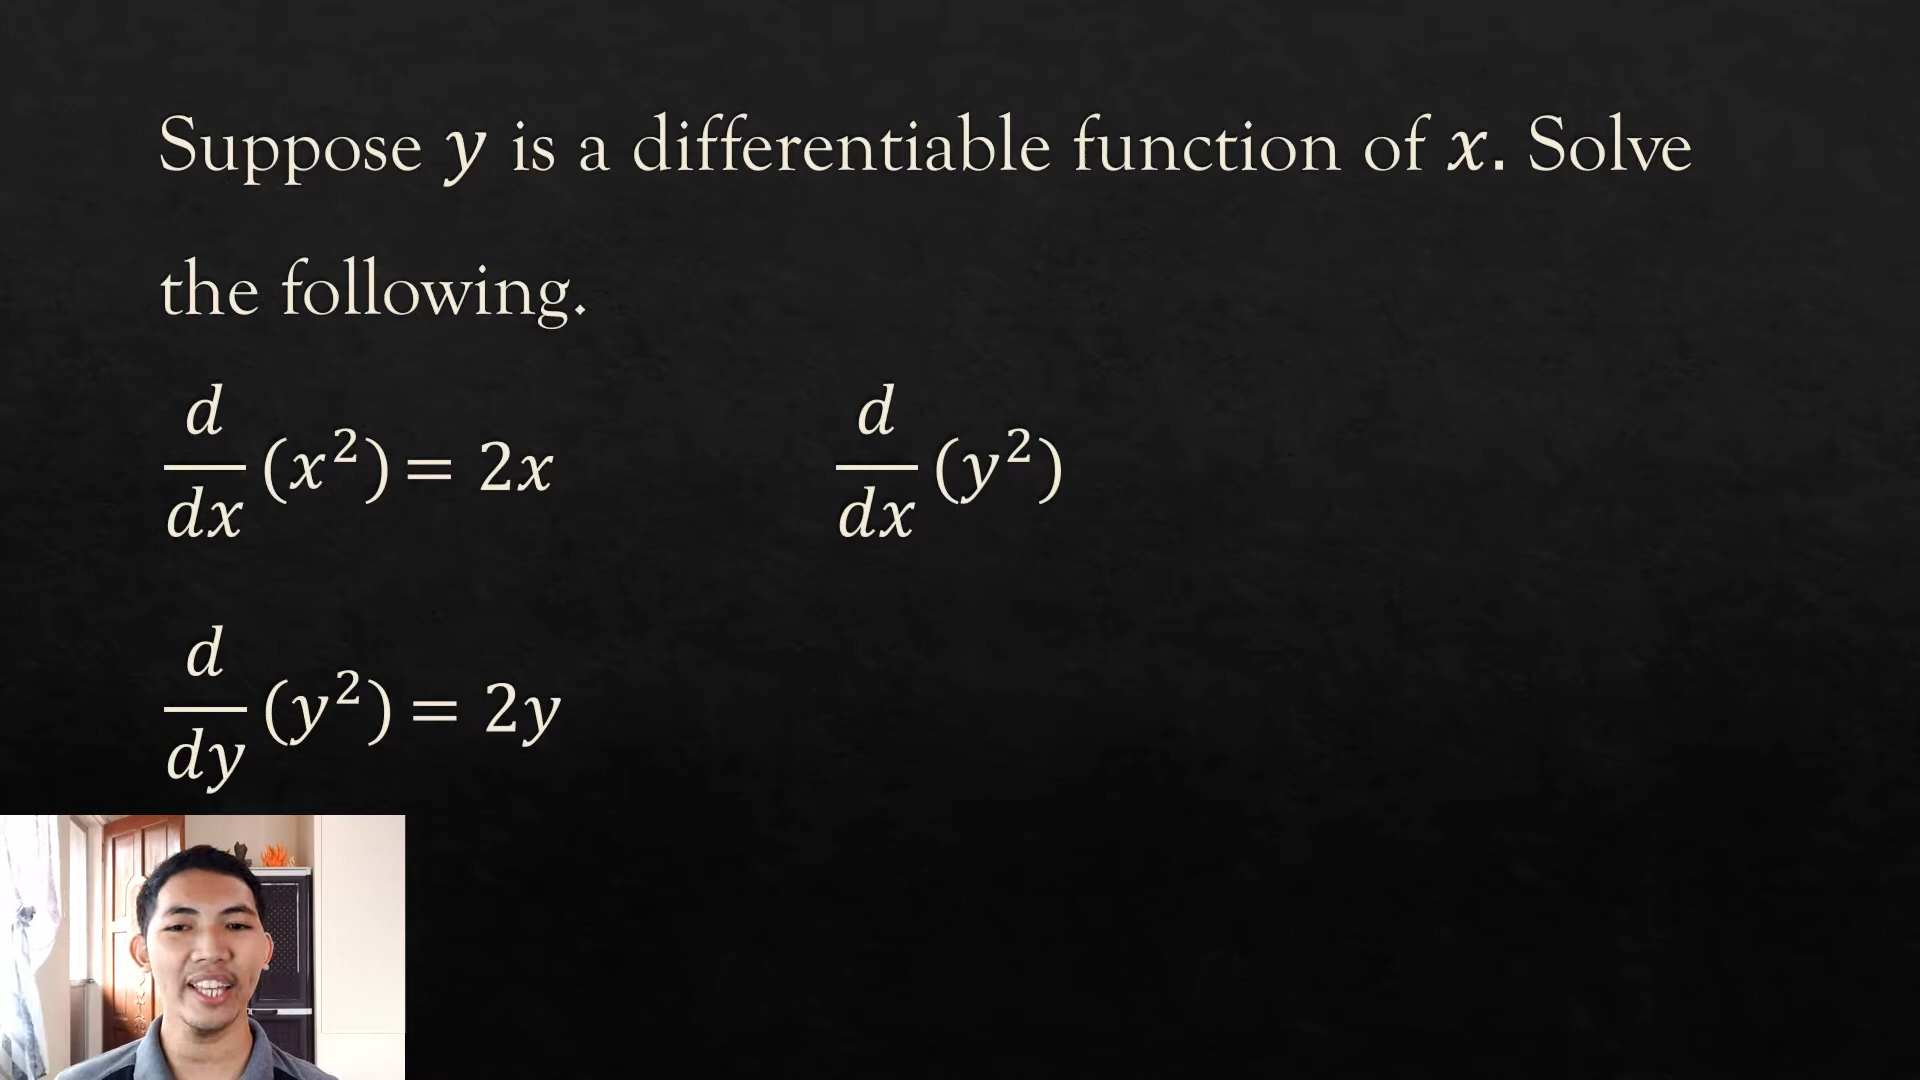 Suppose y is a differentiable function of x. Solve
the following.
d/dx (x²) = 2x
d/dx (y²)
d/dy (y²) = 2y